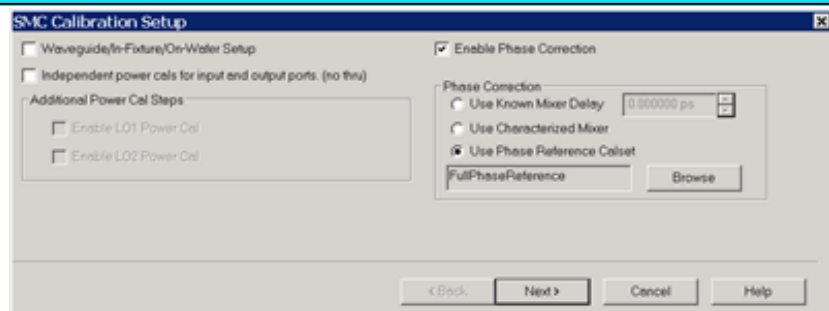 SMC Calibration Setup
Waveguide/In-Fixture/On-Wafer Setup
Independent power cals for input and output ports. (no thru)
Additional Power Cal Steps
Enable LO1 Power Cal
Enable LO2 Power Cal
Enable Phase Correction
Phase Correction
Use Known Mixer Delay 0.000000 ps
Use Characterized Mixer
Use Phase Reference Calset
FullPhaseReference Browse
< Back Next > Cancel Help